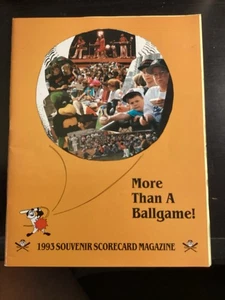 More
Than A
Ballgame!
1993 SOUVENIR SCORECARD MAGAZINE